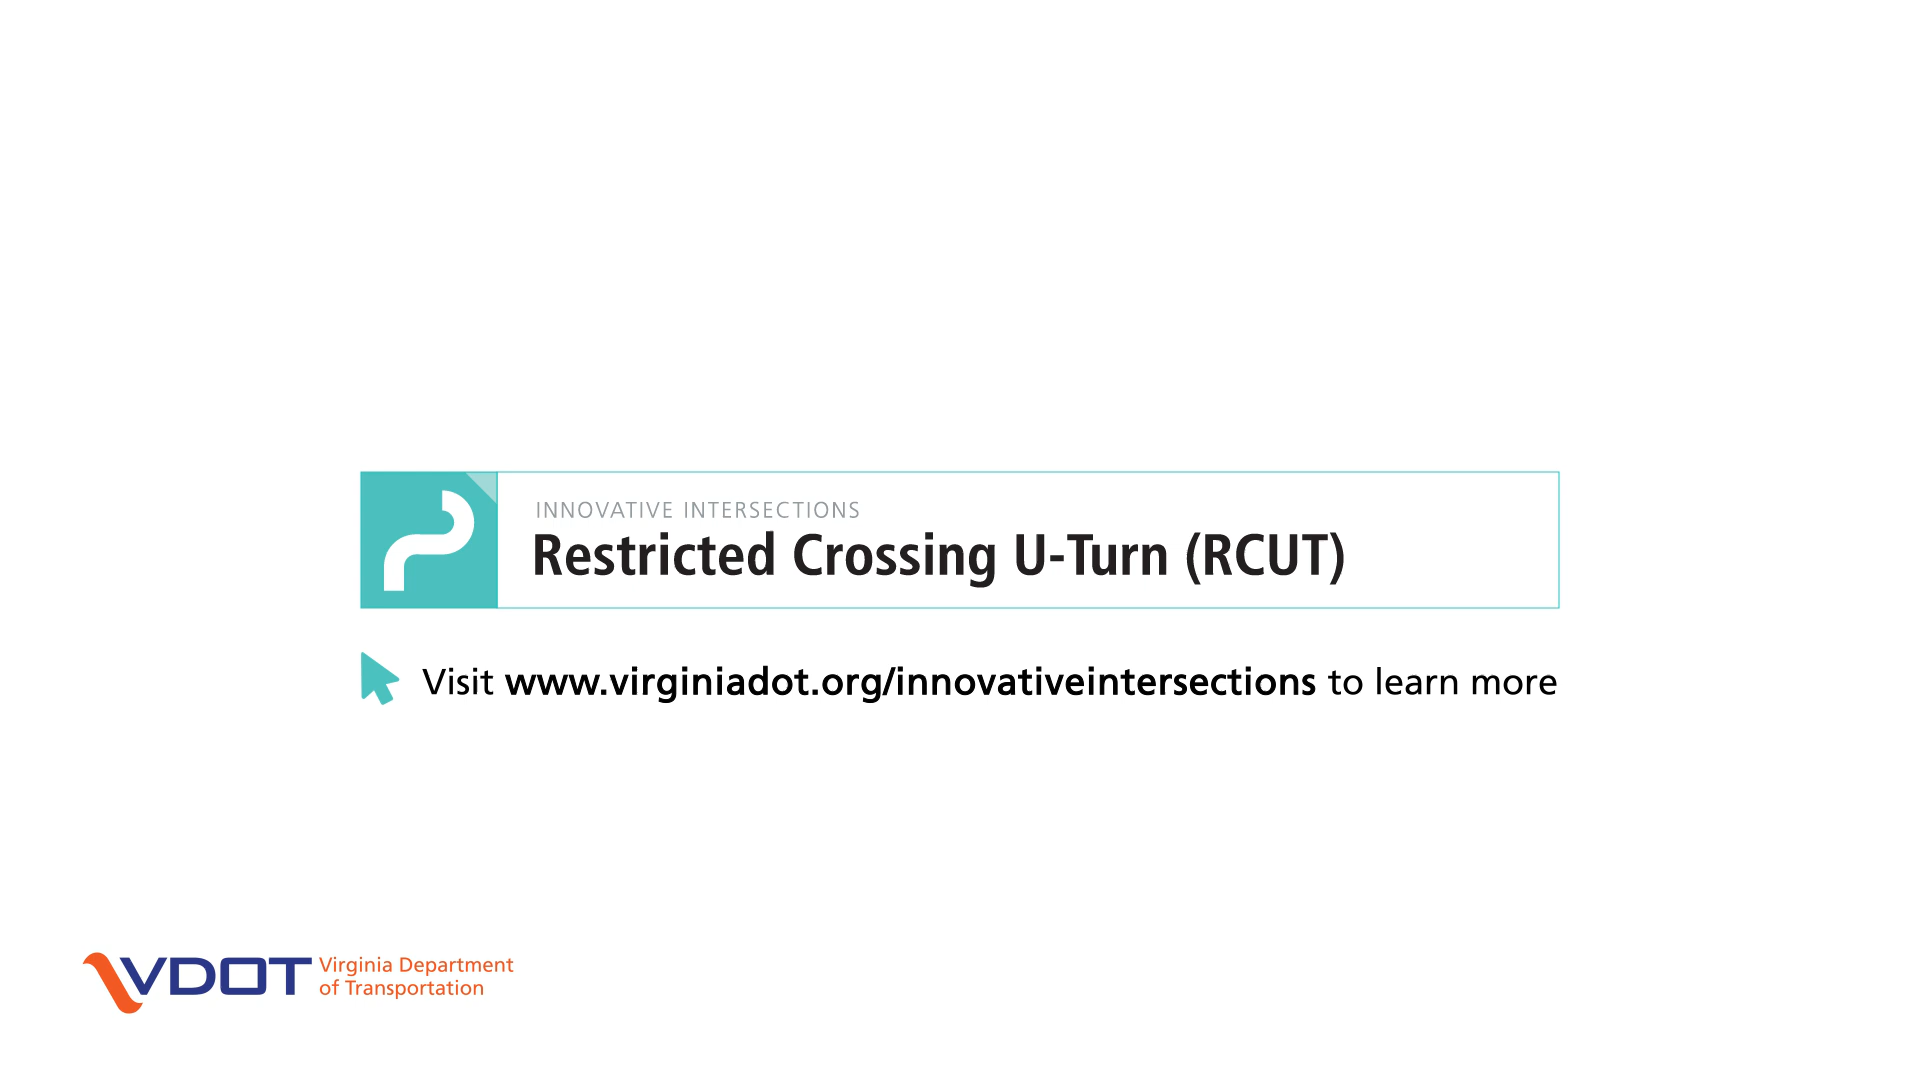 INNOVATIVE INTERSECTIONS
Restricted Crossing U-Turn (RCUT)
Visit www.virginiadot.org/innovativeintersections to learn more
VDOT Virginia Department
of Transportation